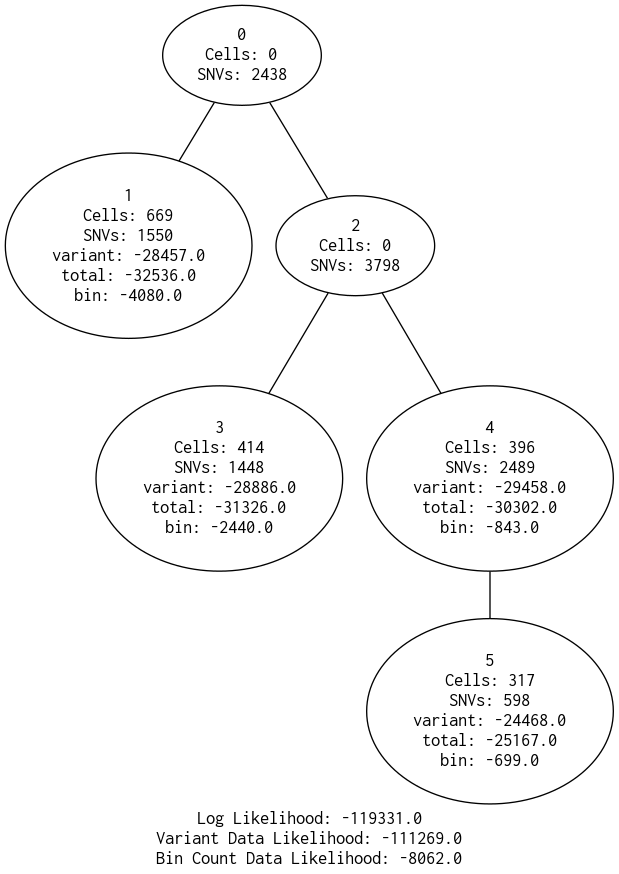 0
Cells: 0
SNVs: 2438
1
Cells: 669
SNVs: 1550
variant: -28457.0
total: -32536.0
bin: -4080.0
2
Cells: 0
SNVs: 3798
3
Cells: 414
SNVs: 1448
variant: -28886.0
total: -31326.0
bin: -2440.0
4
Cells: 396
SNVs: 2489
variant: -29458.0
total: -30302.0
bin: -843.0
5
Cells: 317
SNVs: 598
variant: -24468.0
total: -25167.0
bin: -699.0
Log Likelihood: -119331.0
Variant Data Likelihood: -111269.0
Bin Count Data Likelihood: -8062.0